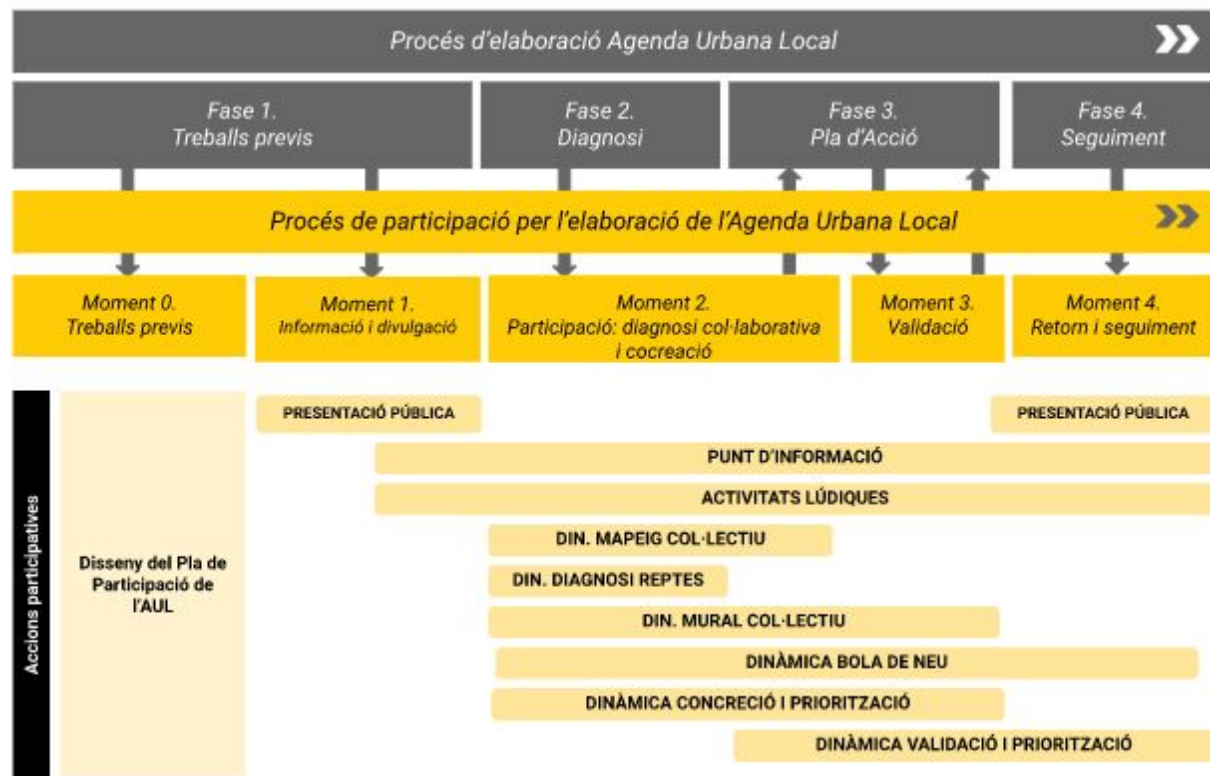 Procés d'elaboració Agenda Urbana Local
Fase 1.
Treballs previs
Fase 2.
Diagnosi
Fase 3.
Pla d'Acció
Fase 4.
Seguiment
Procés de participació per l'elaboració de l'Agenda Urbana Local
Moment 0.
Treballs previs
Moment 1.
Informació i divulgació
Moment 2.
Participació: diagnosi col·laborativa
i cocreació
Moment 3.
Validació
Moment 4.
Retorn i seguiment
Accions participatives
Disseny del Pla de
Participació de
l'AUL
PRESENTACIÓ PÚBLICA
PRESENTACIÓ PÚBLICA
PUNT D'INFORMACIÓ
ACTIVITATS LÚDIQUES
DIN. MAPEIG COL·LECTIU
DIN. DIAGNOSI REPTES
DIN. MURAL COL·LECTIU
DINÀMICA BOLA DE NEU
DINÀMICA CONCRECIÓ I PRIORITZACIÓ
DINÀMICA VALIDACIÓ I PRIORITZACIÓ